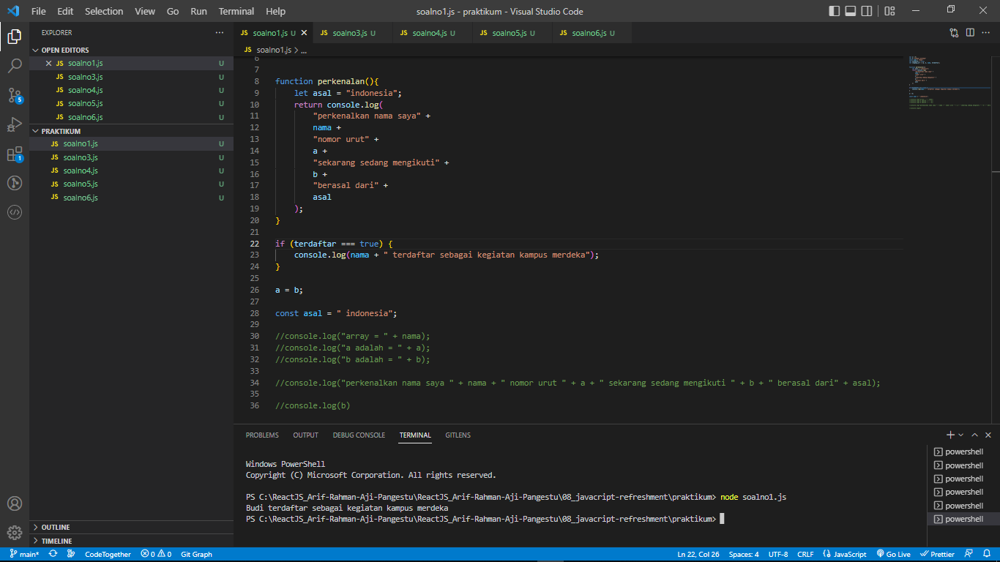 File Edit Selection View Go Run Terminal Help soalno1.js - praktikum - Visual Studio Code
EXPLORER
OPEN EDITORS
JS soalno1.js U
JS soalno3.js U
JS soalno4.js U
JS soalno5.js U
JS soalno6.js U
PRAKTIKUM
JS soalno1.js U
JS soalno3.js U
JS soalno4.js U
JS soalno5.js U
JS soalno6.js U
5
1
OUTLINE
TIMELINE
JS soalno1.js U JS soalno3.js U JS soalno4.js U JS soalno5.js U JS soalno6.js U
JS soalno1.js > ...
6
7
8 function perkenalan(){
9 let asal = "indonesia";
10 return console.log(
11 "perkenalkan nama saya" +
12 nama +
13 "nomor urut" +
14 a +
15 "sekarang sedang mengikuti" +
16 b +
17 "berasal dari" +
18 asal
19 );
20 }
21
22 if (terdaftar === true) {
23 console.log(nama + " terdaftar sebagai kegiatan kampus merdeka");
24 }
25
26 a = b;
27
28 const asal = " indonesia";
29
30 //console.log("array = " + nama);
31 //console.log("a adalah = " + a);
32 //console.log("b adalah = " + b);
33
34 //console.log("perkenalkan nama saya " + nama + " nomor urut " + a + " sekarang sedang mengikuti " + b + " berasal dari" + asal);
35
36 //console.log(b)
PROBLEMS OUTPUT DEBUG CONSOLE TERMINAL GITLENS
Windows PowerShell
Copyright (C) Microsoft Corporation. All rights reserved.
PS C:\ReactJS_Arif-Rahman-Aji-Pangestu\ReactJS_Arif-Rahman-Aji-Pangestu\08_javacript-refreshment\praktikum> node soalno1.js
Budi terdaftar sebagai kegiatan kampus merdeka
PS C:\ReactJS_Arif-Rahman-Aji-Pangestu\ReactJS_Arif-Rahman-Aji-Pangestu\08_javacript-refreshment\praktikum>
powershell
powershell
powershell
powershell
powershell
powershell
main* CodeTogether 0 0 Git Graph Ln 22, Col 26 Spaces: 4 UTF-8 CRLF JavaScript Go Live Prettier